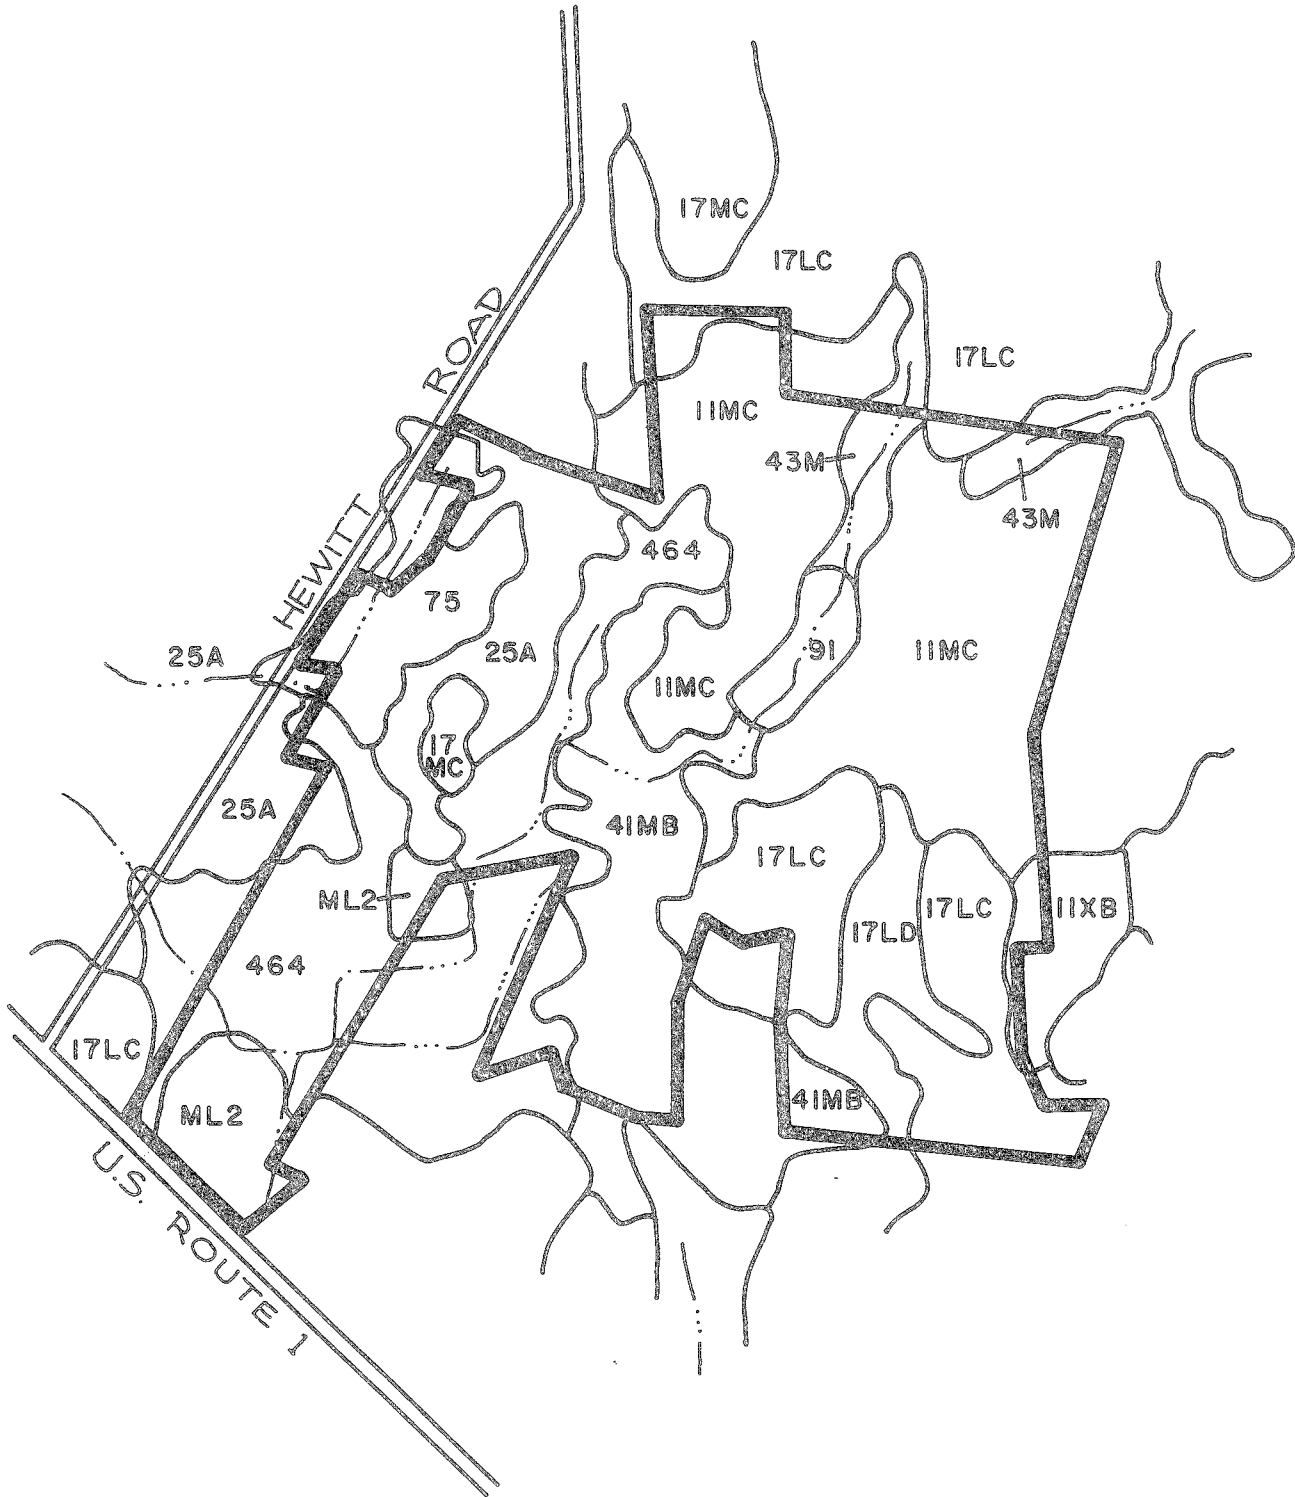 17MC
17LC
ROAD
17LC
11MC
43M
43M
HEWITT
464
75
25A
25A
91
11MC
11MC
17
MC
25A
41MB
17LC
ML2
17LC
11XB
17LD
464
17LC
41MB
ML2
U.S. ROUTE 1